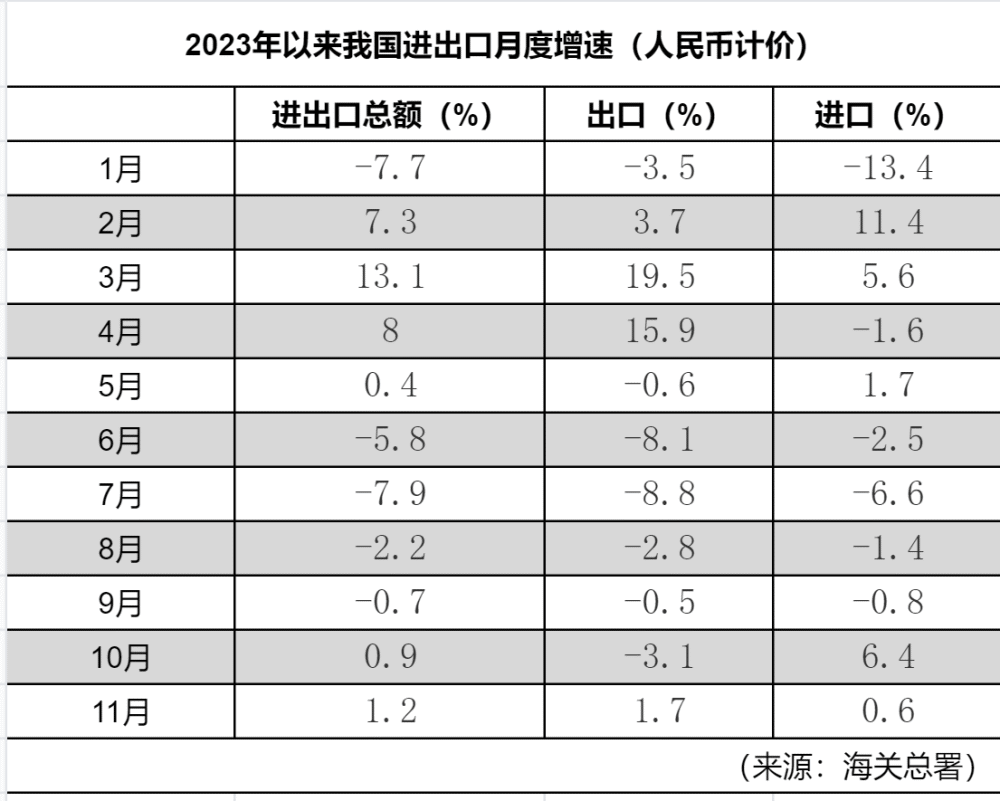 2023年以来我国进出口月度增速（人民币计价）
进出口总额（%） 出口（%） 进口（%）
1月 -7.7 -3.5 -13.4
2月 7.3 3.7 11.4
3月 13.1 19.5 5.6
4月 8 15.9 -1.6
5月 0.4 -0.6 1.7
6月 -5.8 -8.1 -2.5
7月 -7.9 -8.8 -6.6
8月 -2.2 -2.8 -1.4
9月 -0.7 -0.5 -0.8
10月 0.9 -3.1 6.4
11月 1.2 1.7 0.6
（来源：海关总署）